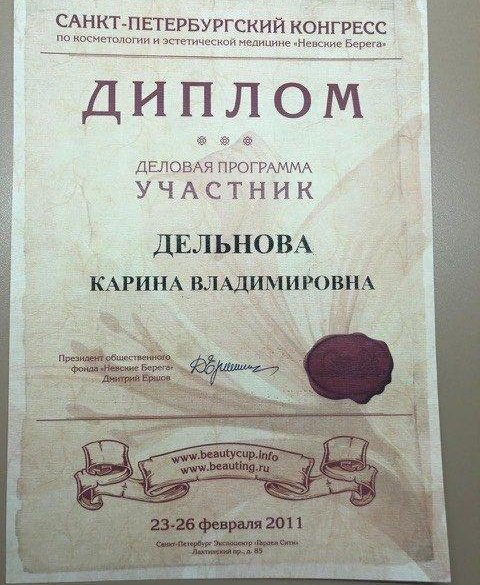 САНКТ-ПЕТЕРБУРГСКИЙ КОНГРЕСС
ПО КОСМЕТОЛОГИИ И ЭСТЕТИЧЕСКОЙ МЕДИЦИНЕ «Невские Берега»
ДИПЛОМ
ДЕЛОВАЯ ПРОГРАММА
УЧАСТНИК
ДЕЛЬНОВА
КАРИНА ВЛАДИМИРОВНА
Президент общественного
фонда «Невские Берега»
Дмитрий Ершов
www.beautycup.info
www.beauting.ru
23-26 февраля 2011
Санкт-Петербург Экспоцентр «Гарден Сити»
Лахтинский пр., д. 85